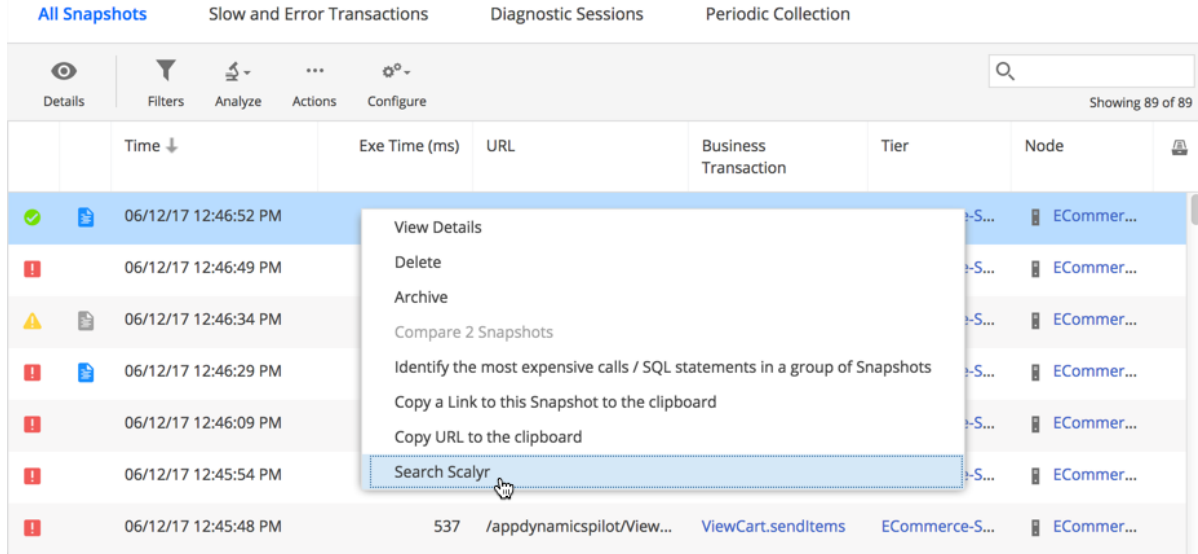 All Snapshots Slow and Error Transactions Diagnostic Sessions Periodic Collection
Details Filters Analyze Actions Configure
Showing 89 of 89
Time Exe Time (ms) URL Business Transaction Tier Node
06/12/17 12:46:52 PM e-S... ECommer...
View Details
06/12/17 12:46:49 PM e-S... ECommer...
Delete
Archive
06/12/17 12:46:34 PM e-S... ECommer...
Compare 2 Snapshots
06/12/17 12:46:29 PM e-S... ECommer...
Identify the most expensive calls / SQL statements in a group of Snapshots
Copy a Link to this Snapshot to the clipboard
06/12/17 12:46:09 PM e-S... ECommer...
Copy URL to the clipboard
06/12/17 12:45:54 PM e-S... ECommer...
Search Scalyr
06/12/17 12:45:48 PM 537 /appdynamicspilot/View... ViewCart.sendItems ECommerce-S... ECommer...